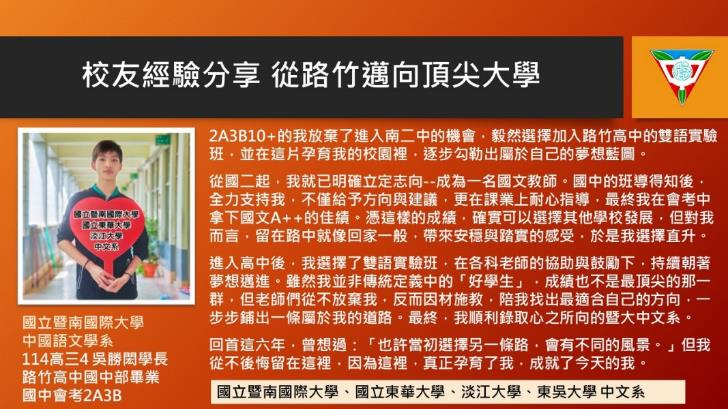 校友經驗分享 從路竹邁向頂尖大學
2A3B10+的我放棄了進入南二中的機會，毅然選擇加入路竹高中的雙語實驗
班，並在這片孕育我的校園裡，逐步勾勒出屬於自己的夢想藍圖。
從國二起，我就已明確立定志向--成為一名國文教師。國中的班導得知後，
全力支持我，不僅給予方向與建議，更在課業上耐心指導，最終我在會考中
拿下國文A++的佳績。憑這樣的成績，確實可以選擇其他學校發展，但對我
而言，留在路中就像回家一般，帶來安穩與踏實的感受，於是我選擇直升。
進入高中後，我選擇了雙語實驗班，在各科老師的協助與鼓勵下，持續朝著
夢想邁進。雖然我並非傳統定義中的「好學生」，成績也不是最頂尖的那一
群，但老師們從不放棄我，反而因材施教，陪我找出最適合自己的方向，一
步步鋪出一條屬於我的道路。最終，我順利錄取心之所向的暨大中文系。
回首這六年，曾想過：「也許當初選擇另一條路，會有不同的風景。」但我
從不後悔留在這裡，因為這裡，真正孕育了我，成就了今天的我。
國立暨南國際大學
國立東華大學
淡江大學
中文系
國立暨南國際大學
中國語文學系
114高三4 吳勝閎學長
路竹高中國中部畢業
國中會考2A3B
國立暨南國際大學、國立東華大學、淡江大學、東吳大學 中文系